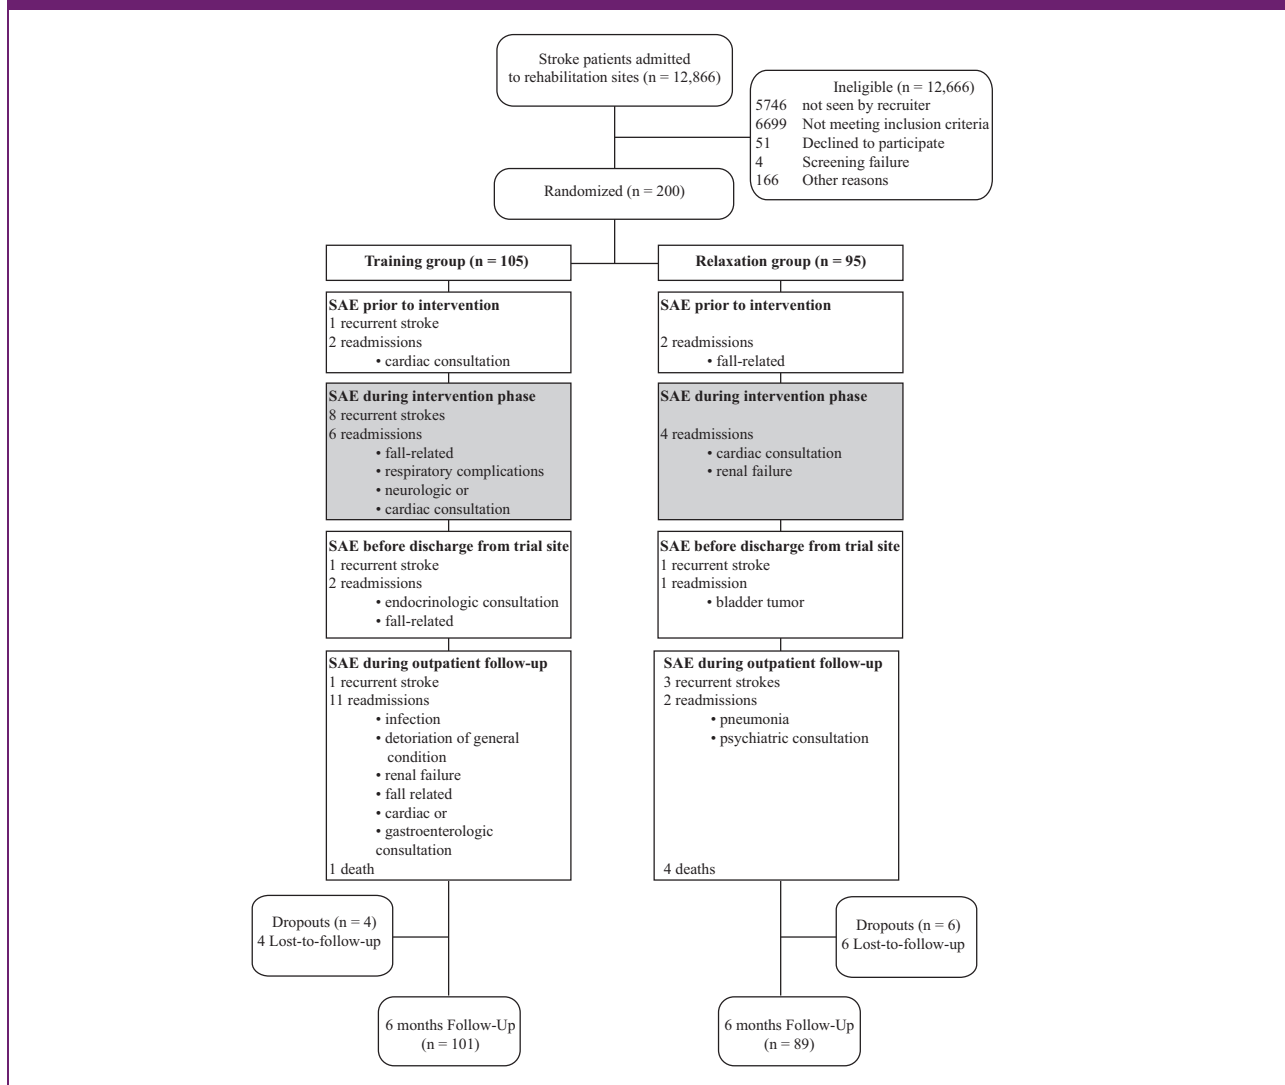 Stroke patients admitted
to rehabilitation sites (n = 12,866)
Ineligible (n = 12,666)
5746 not seen by recruiter
6699 Not meeting inclusion criteria
51 Declined to participate
4 Screening failure
166 Other reasons
Randomized (n = 200)
Training group (n = 105)
SAE prior to intervention
1 recurrent stroke
2 readmissions
• cardiac consultation
SAE during intervention phase
8 recurrent strokes
6 readmissions
• fall-related
• respiratory complications
• neurologic or
• cardiac consultation
SAE before discharge from trial site
1 recurrent stroke
2 readmissions
• endocrinologic consultation
• fall-related
SAE during outpatient follow-up
1 recurrent stroke
11 readmissions
• infection
• detoriation of general
condition
• renal failure
• fall related
• cardiac or
• gastroenterologic
consultation
1 death
Dropouts (n = 4)
4 Lost-to-follow-up
6 months Follow-Up
(n = 101)
Relaxation group (n = 95)
SAE prior to intervention
2 readmissions
• fall-related
SAE during intervention phase
4 readmissions
• cardiac consultation
• renal failure
SAE before discharge from trial site
1 recurrent stroke
1 readmission
• bladder tumor
SAE during outpatient follow-up
3 recurrent strokes
2 readmissions
• pneumonia
• psychiatric consultation
4 deaths
Dropouts (n = 6)
6 Lost-to-follow-up
6 months Follow-Up
(n = 89)